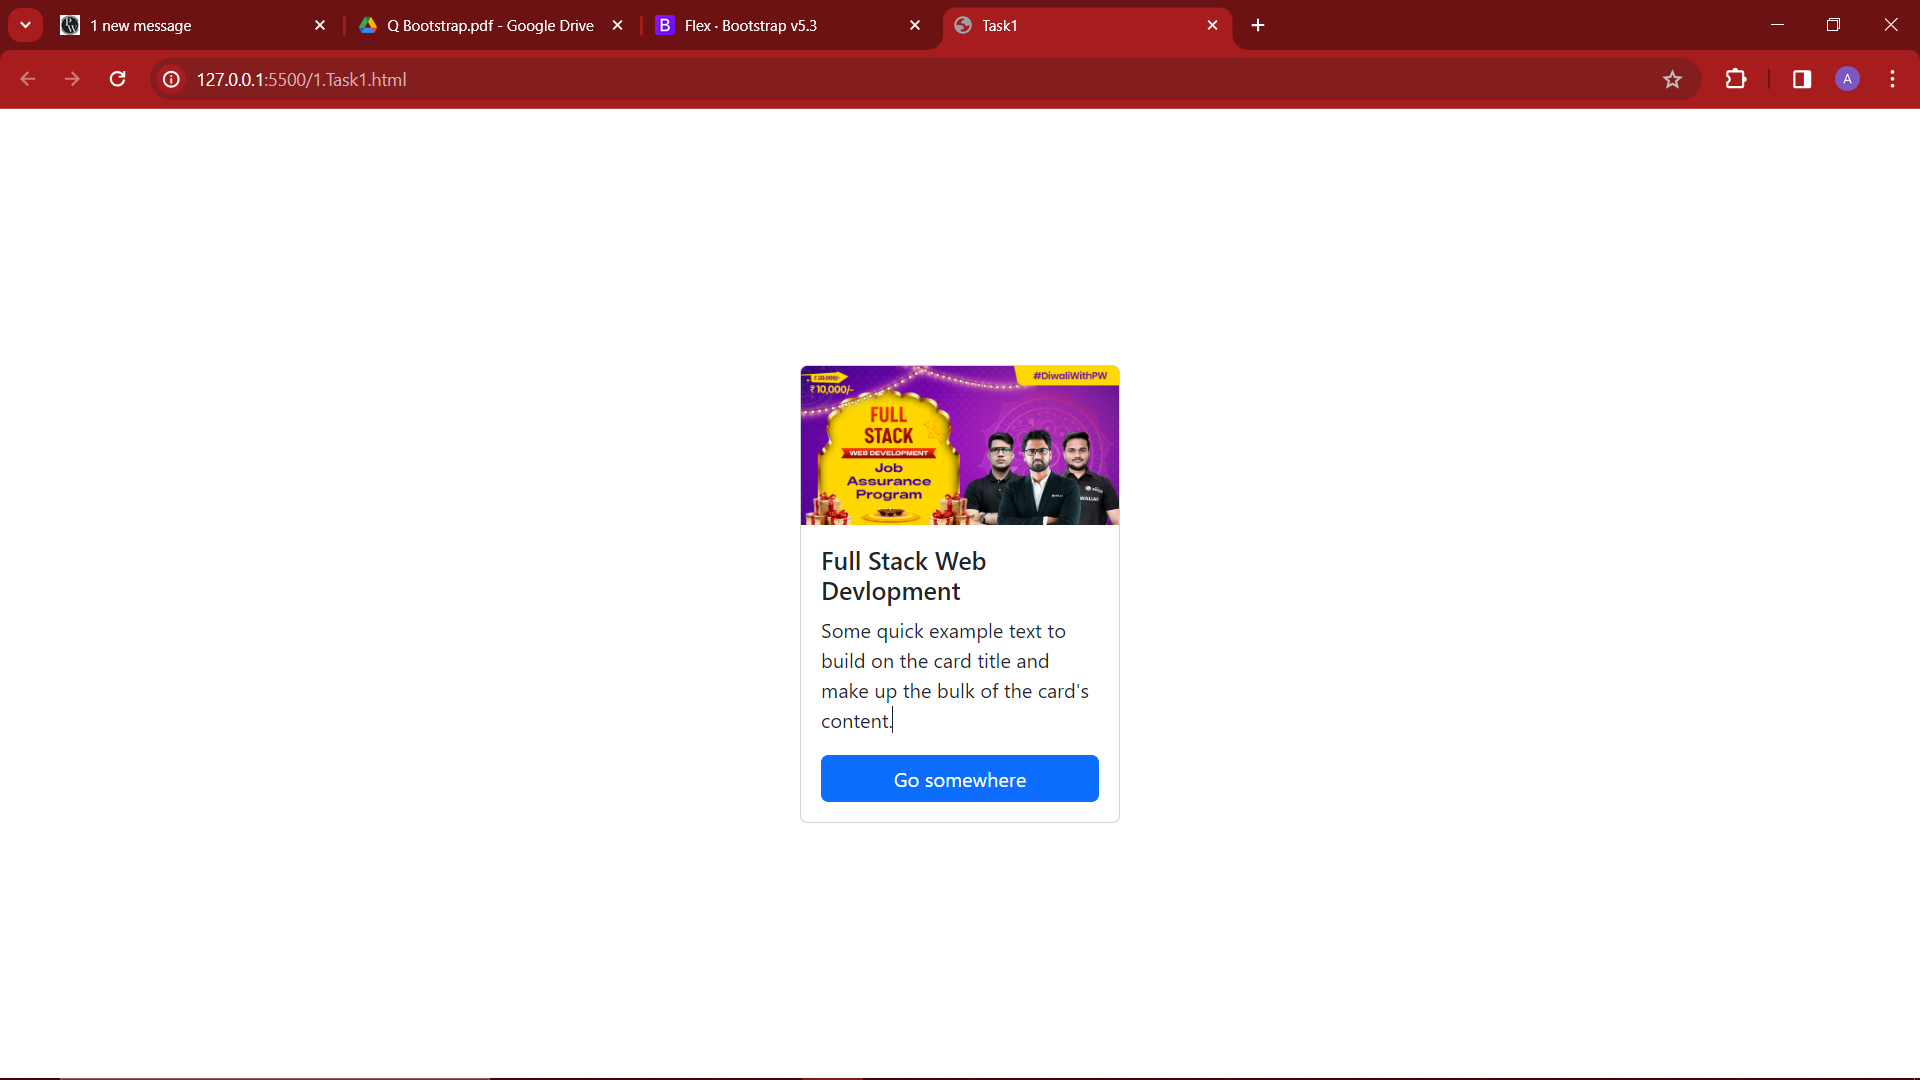 1 new message
Q Bootstrap.pdf - Google Drive
B
Flex · Bootstrap v5.3
Task1
127.0.0.1:5500/1.Task1.html
A
₹ 20,000/-
₹ 10,000/-
#DiwaliWithPW
FULL
STACK
WEB DEVELOPMENT
Job
Assurance
Program
Full Stack Web
Devlopment
Some quick example text to
build on the card title and
make up the bulk of the card's
content.
Go somewhere